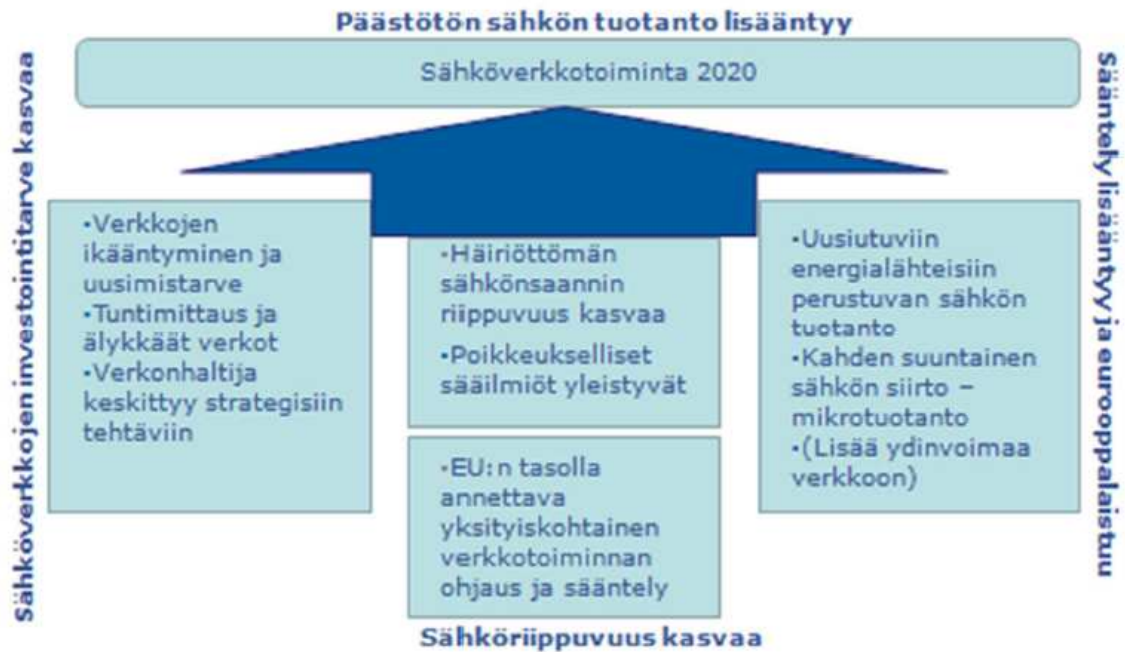 Päästötön sähkön tuotanto lisääntyy
Sähköverkkotoiminta 2020
Sähköverkkojen investointitarve kasvaa
•Verkkojen
ikääntyminen ja
uusimistarve
•Tuntimittaus ja
älykkäät verkot
•Verkonhaltija
keskittyy strategisiin
tehtäviin
•Häiriöttömän
sähkönsaannin
riippuvuus kasvaa
•Poikkeukselliset
sääilmiöt yleistyvät
•EU:n tasolla
annettava
yksityiskohtainen
verkkotoiminnan
ohjaus ja sääntely
•Uusiutuviin
energialähteisiin
perustuvan sähkön
tuotanto
•Kahden suuntainen
sähkön siirto –
mikrotuotanto
•(Lisää ydinvoimaa
verkkoon)
Sääntely lisääntyy ja eurooppalaistuu
Sähköriippuvuus kasvaa